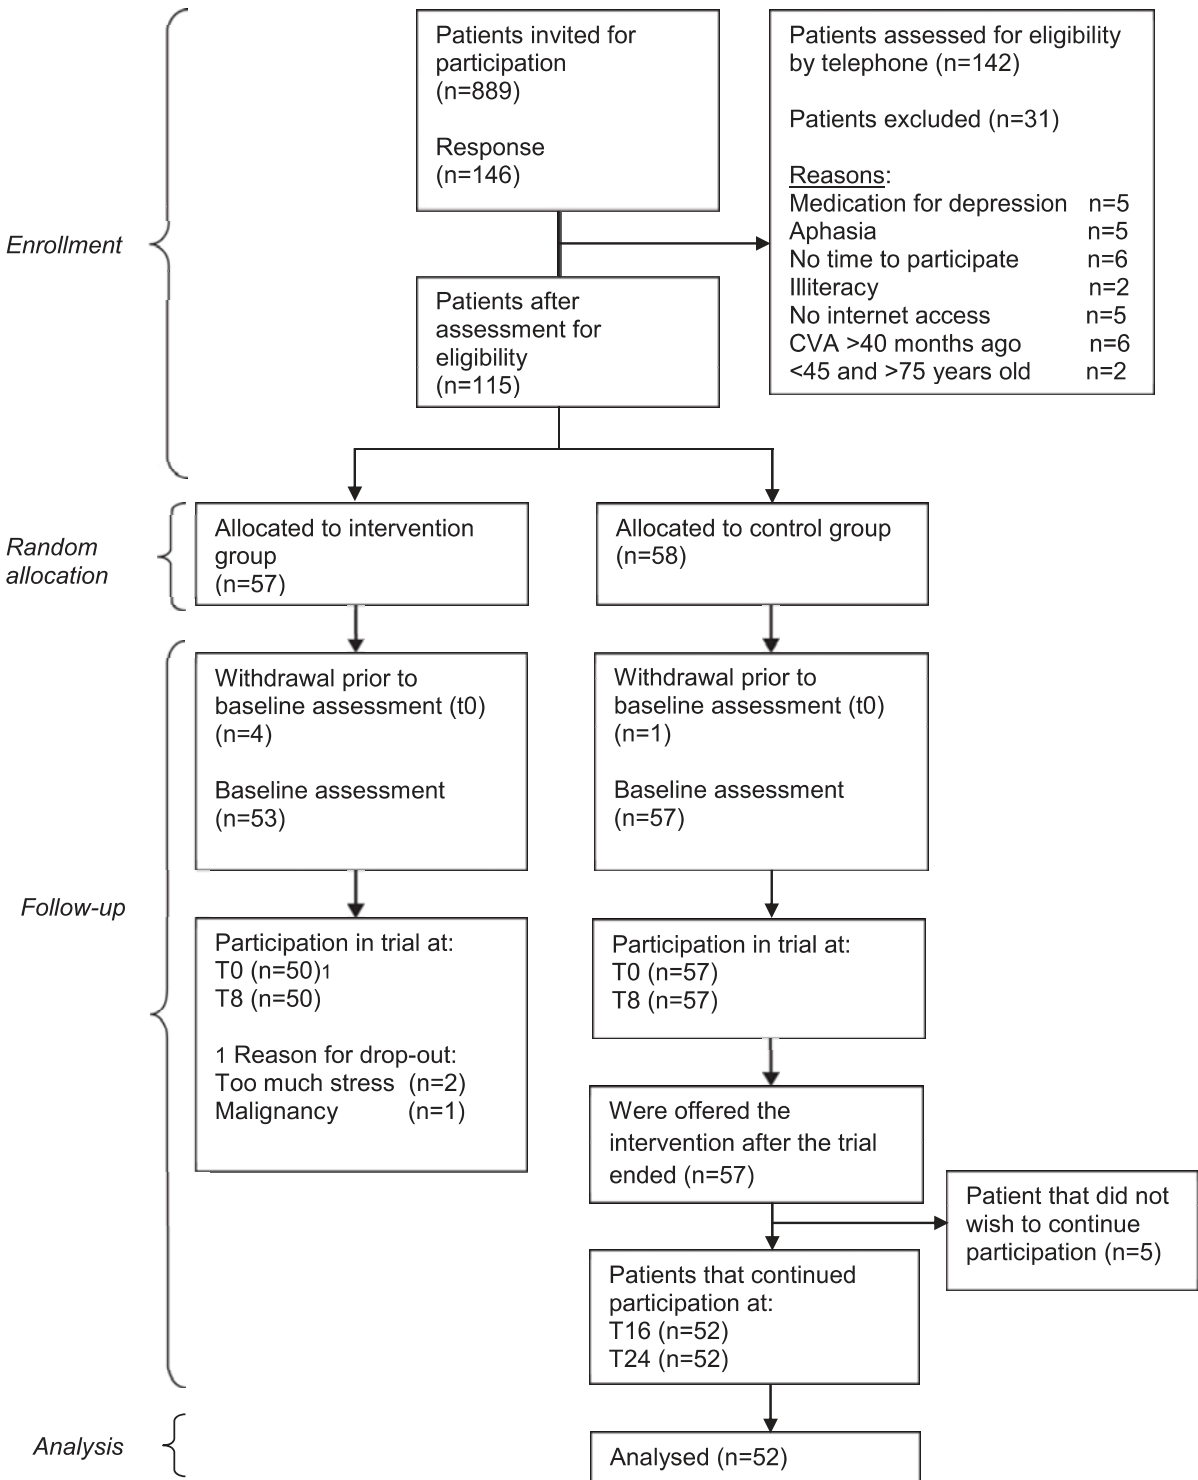 Patients invited for
participation
(n=889)
Response
(n=146)
Patients assessed for eligibility
by telephone (n=142)
Patients excluded (n=31)
Reasons:
Medication for depression n=5
Aphasia n=5
No time to participate n=6
Illiteracy n=2
No internet access n=5
CVA >40 months ago n=6
<45 and >75 years old n=2
Enrollment
Patients after
assessment for
eligibility
(n=115)
Random
allocation
Allocated to intervention
group
(n=57)
Allocated to control group
(n=58)
Withdrawal prior to
baseline assessment (t0)
(n=4)
Baseline assessment
(n=53)
Withdrawal prior to
baseline assessment (t0)
(n=1)
Baseline assessment
(n=57)
Follow-up
Participation in trial at:
T0 (n=50)1
T8 (n=50)
1 Reason for drop-out:
Too much stress (n=2)
Malignancy (n=1)
Participation in trial at:
T0 (n=57)
T8 (n=57)
Were offered the
intervention after the trial
ended (n=57)
Patient that did not
wish to continue
participation (n=5)
Patients that continued
participation at:
T16 (n=52)
T24 (n=52)
Analysis
Analysed (n=52)